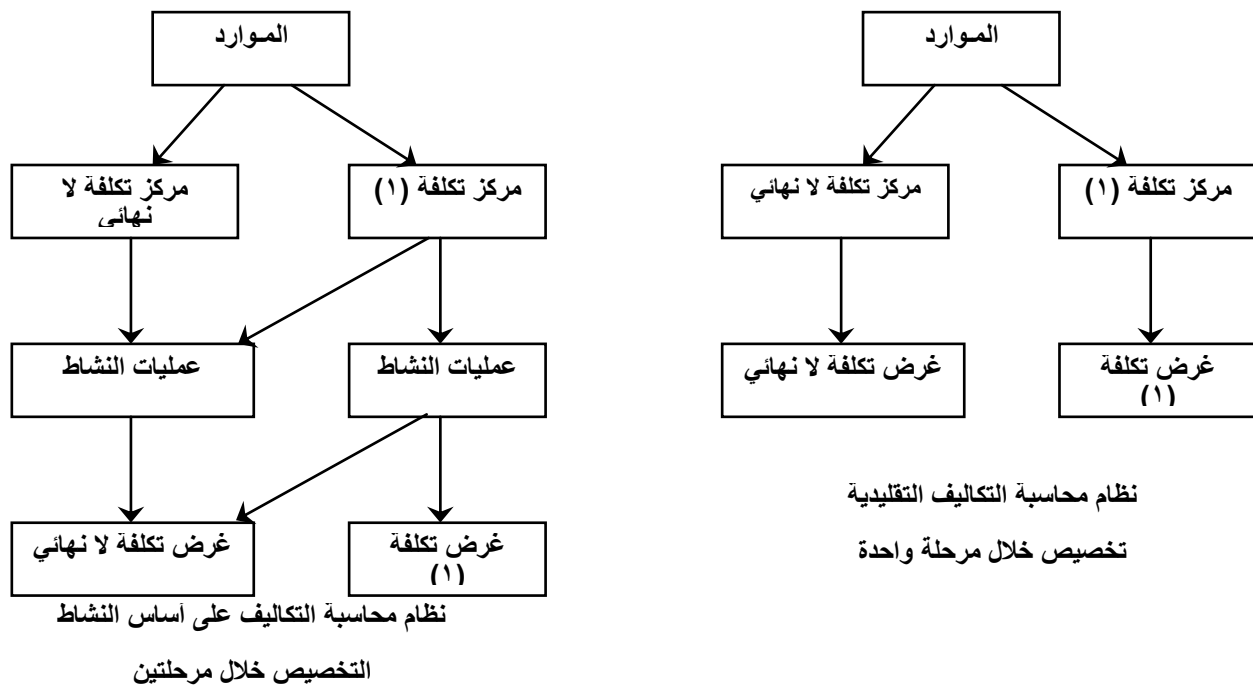 المـوارد
مركز تكلفة (١)
مركز تكلفة لا نهائي
غرض تكلفة
(١)
غرض تكلفة لا نهائي
نظام محاسبة التكاليف التقليدية
تخصيص خلال مرحلة واحدة
المـوارد
مركز تكلفة (١)
مركز تكلفة لا
نهائي
عمليات النشاط
عمليات النشاط
غرض تكلفة
(١)
غرض تكلفة لا نهائي
نظام محاسبة التكاليف على أساس النشاط
التخصيص خلال مرحلتين